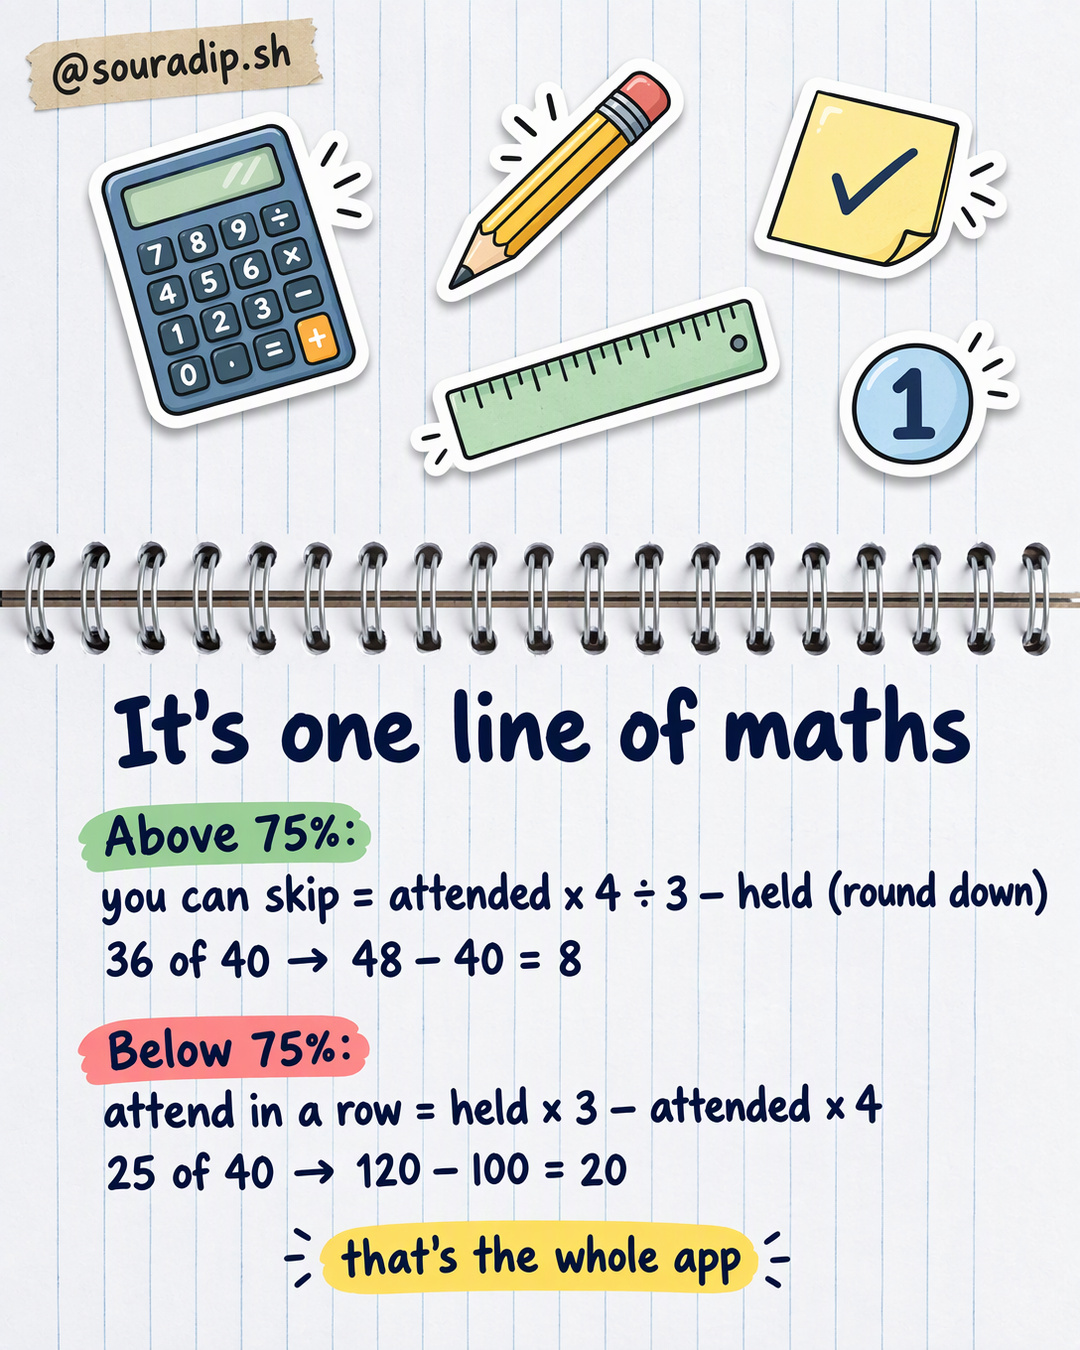 @souradip.sh
7 8 9 ÷
4 5 6 ×
1 2 3 −
0 . = +
1
It's one line of maths
Above 75%:
you can skip = attended x 4 ÷ 3 – held (round down)
36 of 40 → 48 – 40 = 8
Below 75%:
attend in a row = held x 3 – attended x 4
25 of 40 → 120 – 100 = 20
that's the whole app